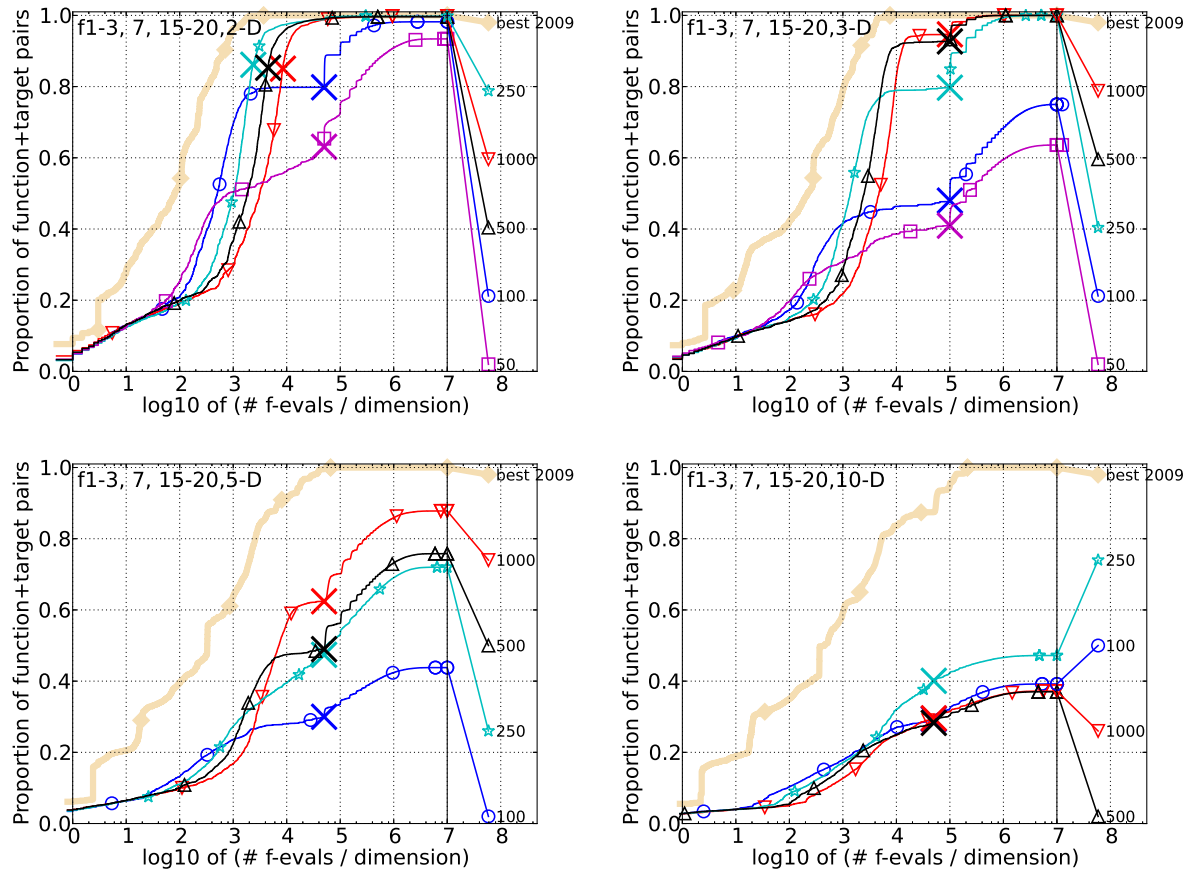 f1-3, 7, 15-20,2-D
Proportion of function+target pairs
1.0
0.8
0.6
0.4
0.2
0.0
0 1 2 3 4 5 6 7 8
log10 of (# f-evals / dimension)
best 2009
250
1000
500
100
50
f1-3, 7, 15-20,3-D
Proportion of function+target pairs
1.0
0.8
0.6
0.4
0.2
0.0
0 1 2 3 4 5 6 7 8
log10 of (# f-evals / dimension)
best 2009
1000
500
250
100
50
f1-3, 7, 15-20,5-D
Proportion of function+target pairs
1.0
0.8
0.6
0.4
0.2
0.0
0 1 2 3 4 5 6 7 8
log10 of (# f-evals / dimension)
best 2009
1000
500
250
100
f1-3, 7, 15-20,10-D
Proportion of function+target pairs
1.0
0.8
0.6
0.4
0.2
0.0
0 1 2 3 4 5 6 7 8
log10 of (# f-evals / dimension)
best 2009
250
100
1000
500